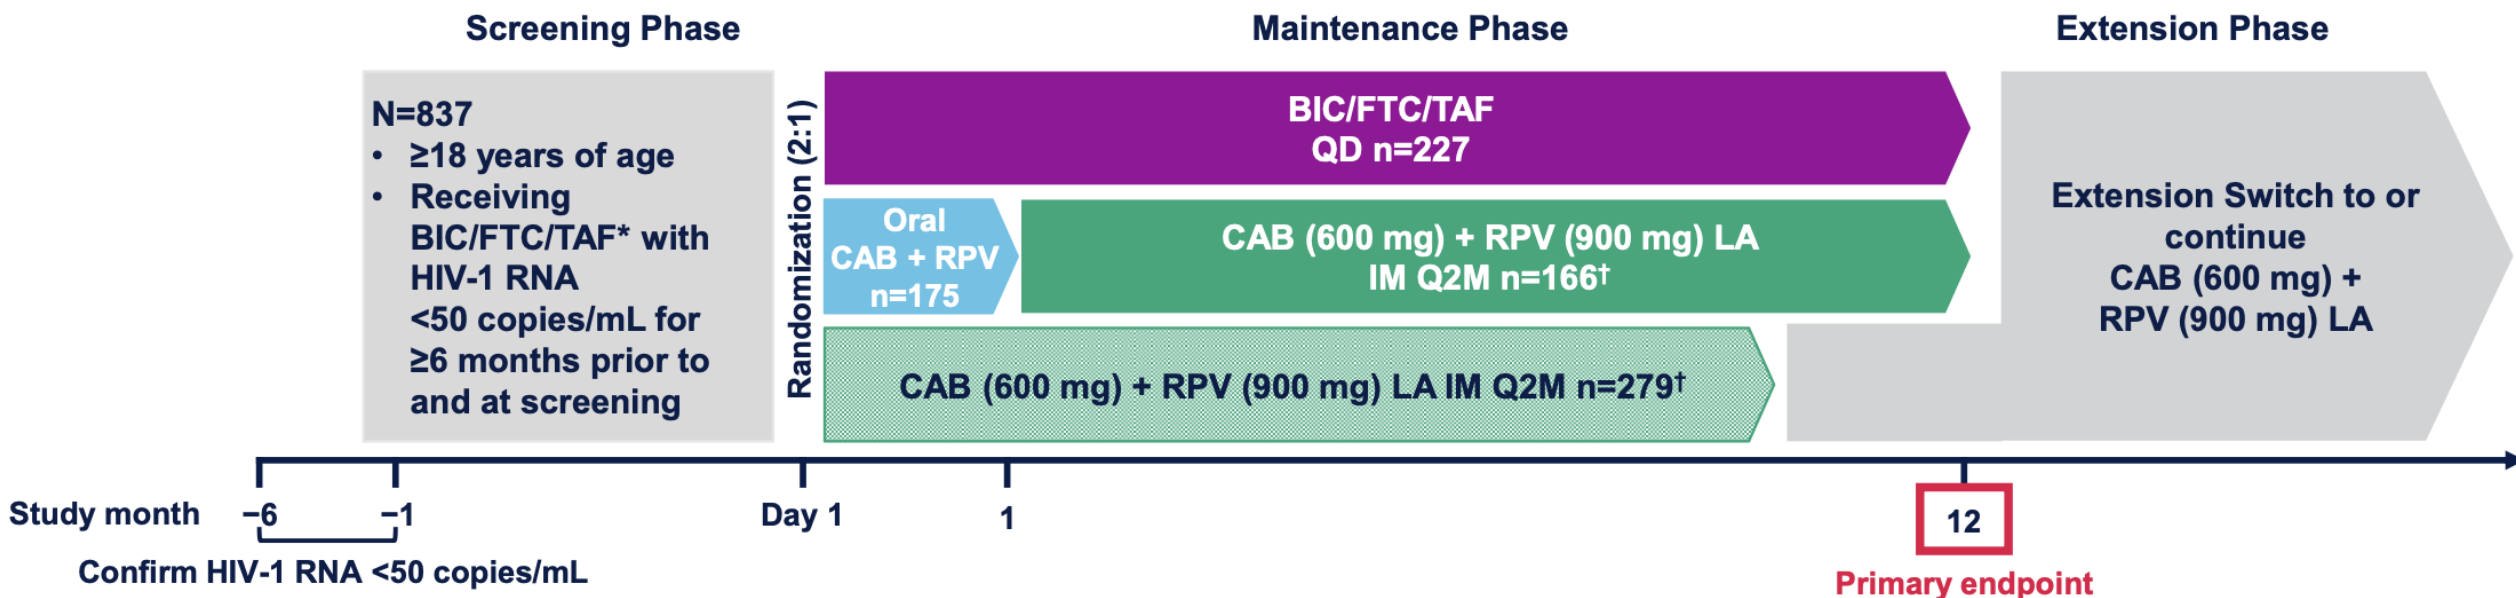 Screening Phase
Maintenance Phase
Extension Phase
N=837
• ≥18 years of age
• Receiving
BIC/FTC/TAF* with
HIV-1 RNA
<50 copies/mL for
≥6 months prior to
and at screening
Randomization (2:1)
BIC/FTC/TAF
QD n=227
Oral
CAB + RPV
n=175
CAB (600 mg) + RPV (900 mg) LA
IM Q2M n=166†
CAB (600 mg) + RPV (900 mg) LA IM Q2M n=279†
Extension Switch to or
continue
CAB (600 mg) +
RPV (900 mg) LA
Study month
−6
−1
Day 1
1
12
Confirm HIV-1 RNA <50 copies/mL
Primary endpoint